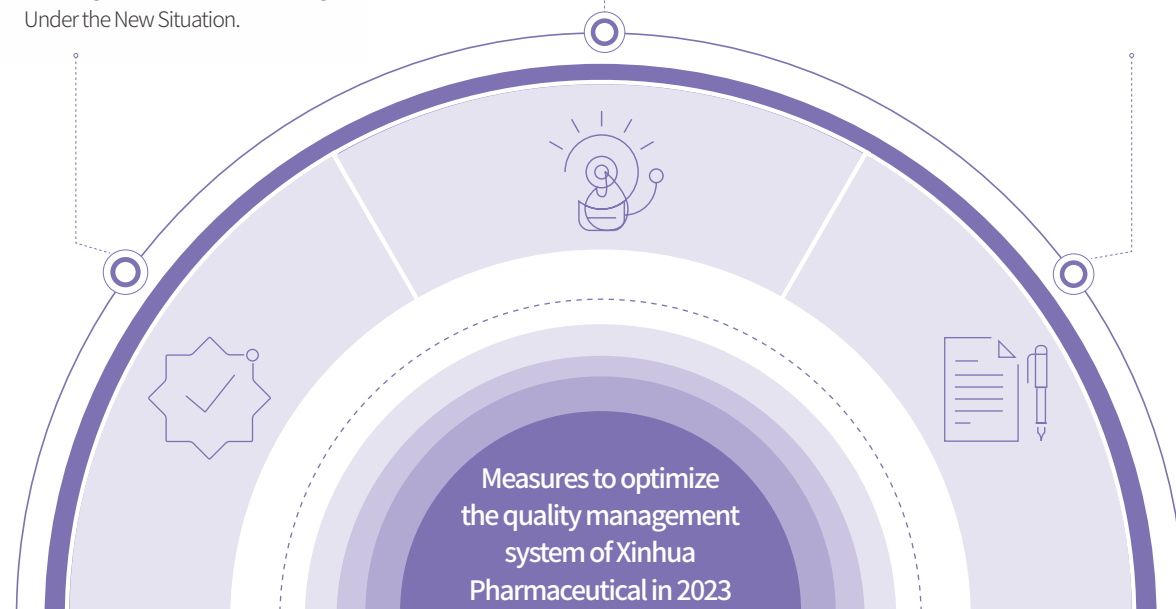 Under the New Situation.
Measures to optimize
the quality management
system of Xinhua
Pharmaceutical in 2023